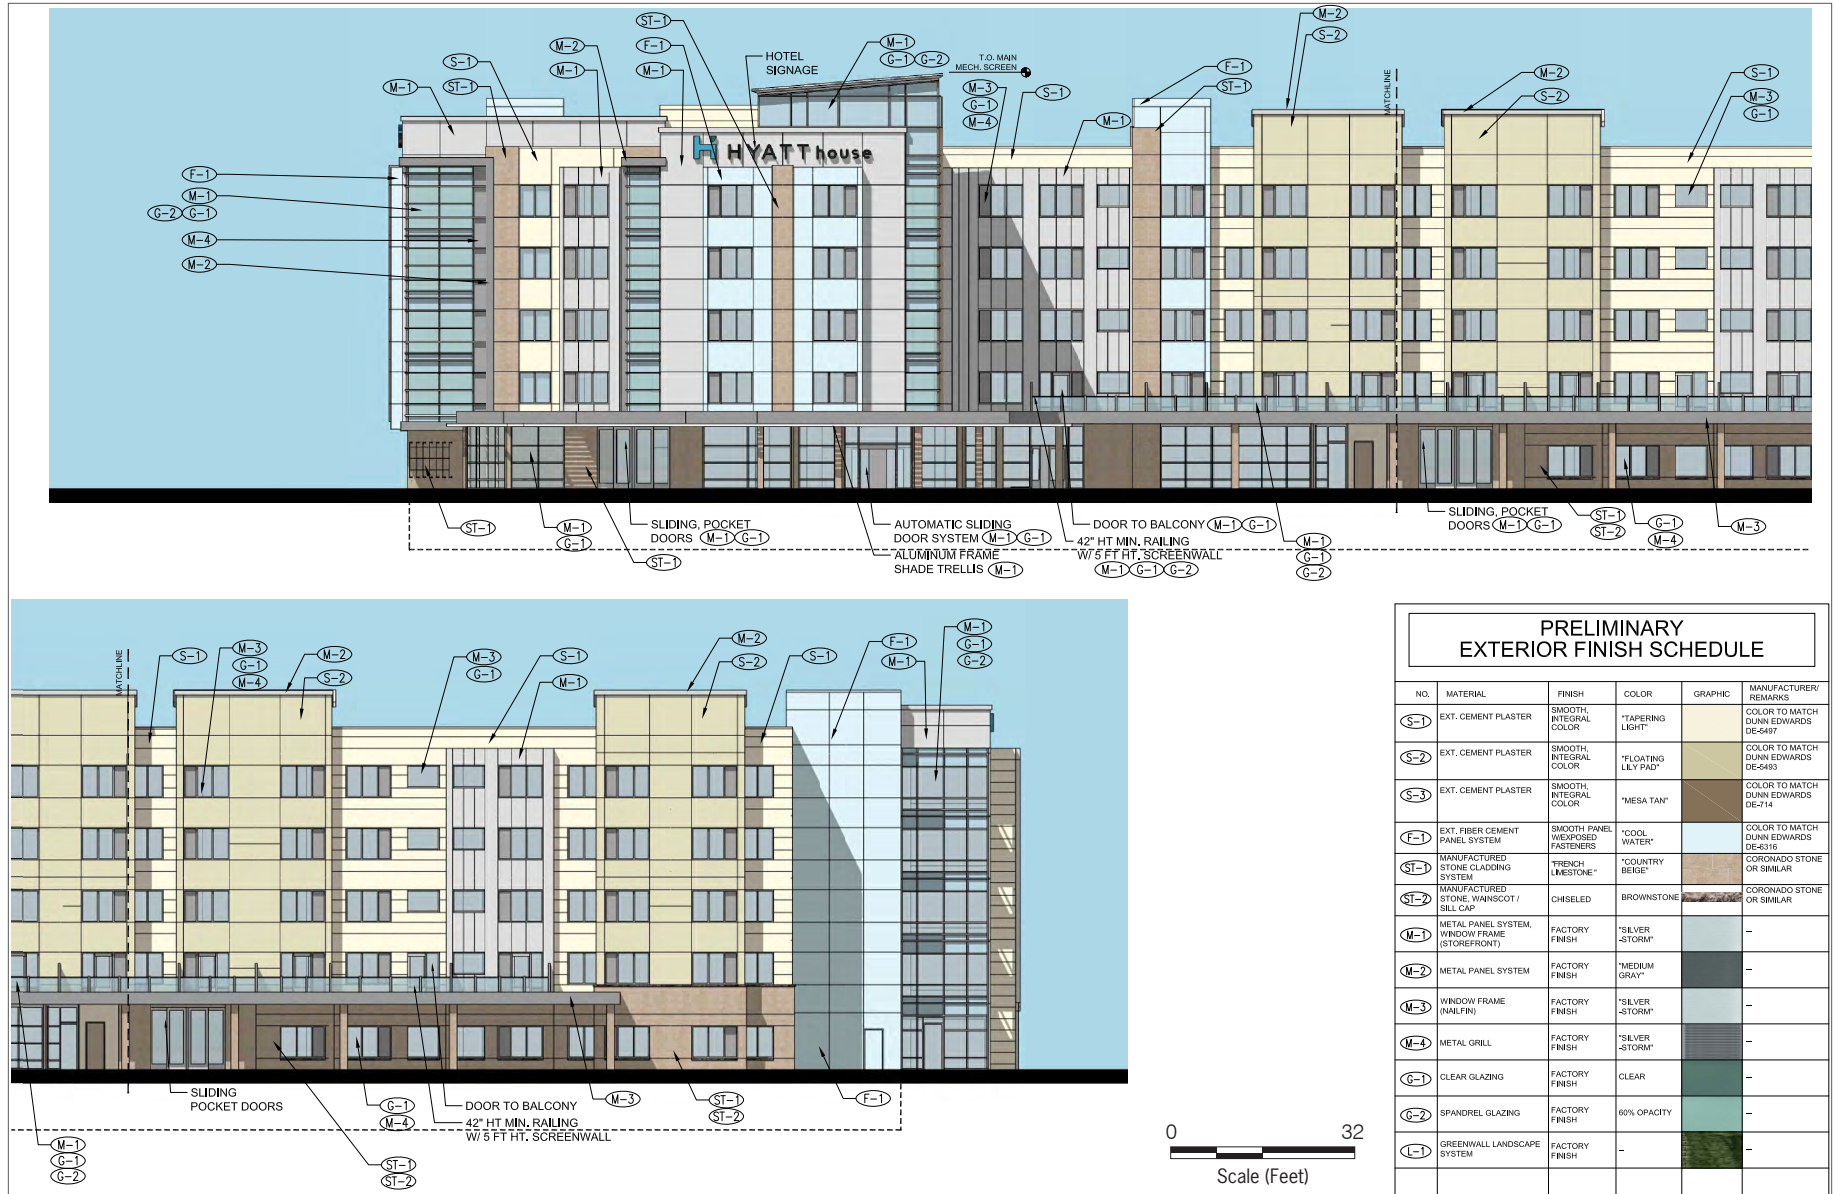 ST-1
M-2
F-1
M-1
S-1
M-1
M-1
ST-1
M-1
HOTEL
SIGNAGE
M-1
G-1 G-2
T.O. MAIN
MECH. SCREEN
M-3
G-1
M-4
S-1
M-1
F-1
ST-1
M-2
S-2
MATCHLINE
M-2
S-2
S-1
M-3
G-1
HYATT house
F-1
M-1
G-2 G-1
M-4
M-2
ST-1
M-1
G-1
SLIDING, POCKET
DOORS M-1 G-1
ST-1
AUTOMATIC SLIDING
DOOR SYSTEM M-1 G-1
ALUMINUM FRAME
SHADE TRELLIS M-1
DOOR TO BALCONY M-1 G-1
42" HT MIN. RAILING
W/ 5 FT HT. SCREENWALL
M-1 G-1 G-2
M-1
G-1
G-2
SLIDING, POCKET
DOORS M-1 G-1
ST-1
ST-2
G-1
M-4
M-3
MATCHLINE
S-1
M-3
G-1
M-4
M-2
S-2
M-3
G-1
S-1
M-1
M-2
S-2
S-1
F-1
M-1
M-1
G-1
G-2
M-1
G-1
G-2
SLIDING
POCKET DOORS
G-1
M-4
ST-1
ST-2
DOOR TO BALCONY
42" HT MIN. RAILING
W/ 5 FT HT. SCREENWALL
M-3
ST-1
ST-2
F-1
0 32
Scale (Feet)
PRELIMINARY
EXTERIOR FINISH SCHEDULE
NO. MATERIAL FINISH COLOR GRAPHIC MANUFACTURER/
REMARKS
S-1 EXT. CEMENT PLASTER SMOOTH, INTEGRAL COLOR "TAPERING LIGHT" COLOR TO MATCH DUNN EDWARDS DE-5497
S-2 EXT. CEMENT PLASTER SMOOTH, INTEGRAL COLOR "FLOATING LILY PAD" COLOR TO MATCH DUNN EDWARDS DE-5493
S-3 EXT. CEMENT PLASTER SMOOTH, INTEGRAL COLOR "MESA TAN" COLOR TO MATCH DUNN EDWARDS DE-714
F-1 EXT. FIBER CEMENT PANEL SYSTEM SMOOTH PANEL W/EXPOSED FASTENERS "COOL WATER" COLOR TO MATCH DUNN EDWARDS DE-6316
ST-1 MANUFACTURED STONE CLADDING SYSTEM "FRENCH LIMESTONE" "COUNTRY BEIGE" CORONADO STONE OR SIMILAR
ST-2 MANUFACTURED STONE, WAINSCOT / SILL CAP CHISELED BROWNSTONE CORONADO STONE OR SIMILAR
M-1 METAL PANEL SYSTEM, WINDOW FRAME (STOREFRONT) FACTORY FINISH "SILVER -STORM" -
M-2 METAL PANEL SYSTEM FACTORY FINISH "MEDIUM GRAY" -
M-3 WINDOW FRAME (NAILFIN) FACTORY FINISH "SILVER -STORM" -
M-4 METAL GRILL FACTORY FINISH "SILVER -STORM" -
G-1 CLEAR GLAZING FACTORY FINISH CLEAR -
G-2 SPANDREL GLAZING FACTORY FINISH 60% OPACITY -
L-1 GREENWALL LANDSCAPE SYSTEM FACTORY FINISH - -